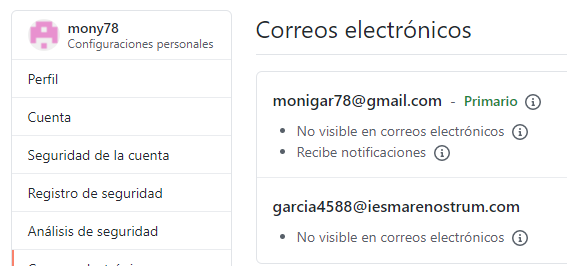 mony78
Configuraciones personales
Perfil
Cuenta
Seguridad de la cuenta
Registro de seguridad
Análisis de seguridad
Correos electrónicos
monigar78@gmail.com - Primario
No visible en correos electrónicos
Recibe notificaciones
garcia4588@iesmarenostrum.com
No visible en correos electrónicos